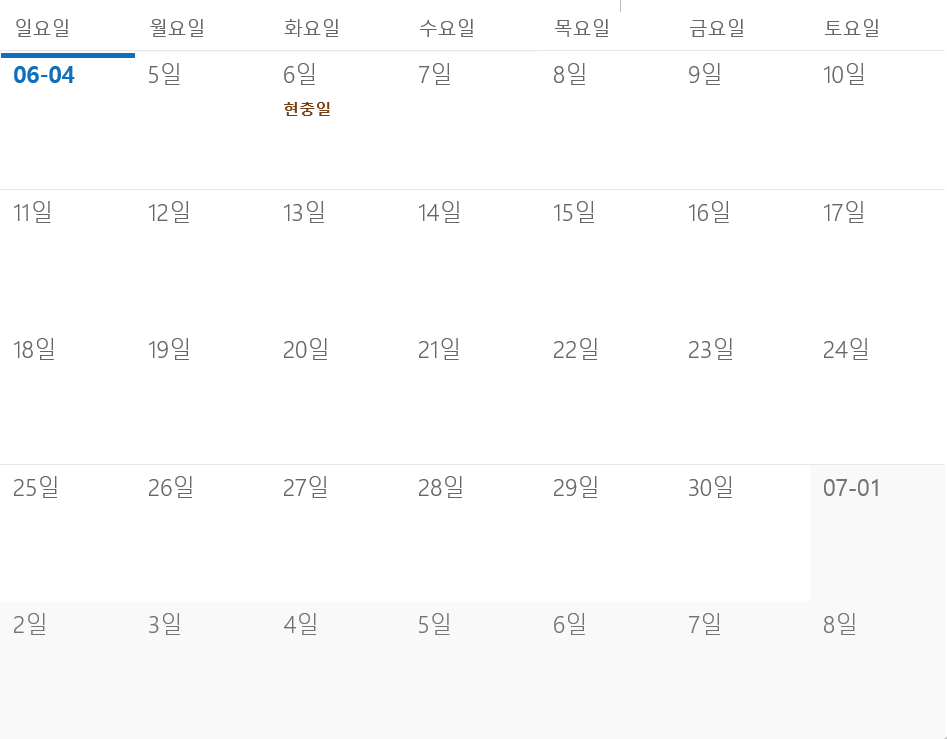 일요일 월요일 화요일 수요일 목요일 금요일 토요일
06-04 5일 6일 7일 8일 9일 10일
현충일
11일 12일 13일 14일 15일 16일 17일
18일 19일 20일 21일 22일 23일 24일
25일 26일 27일 28일 29일 30일 07-01
2일 3일 4일 5일 6일 7일 8일